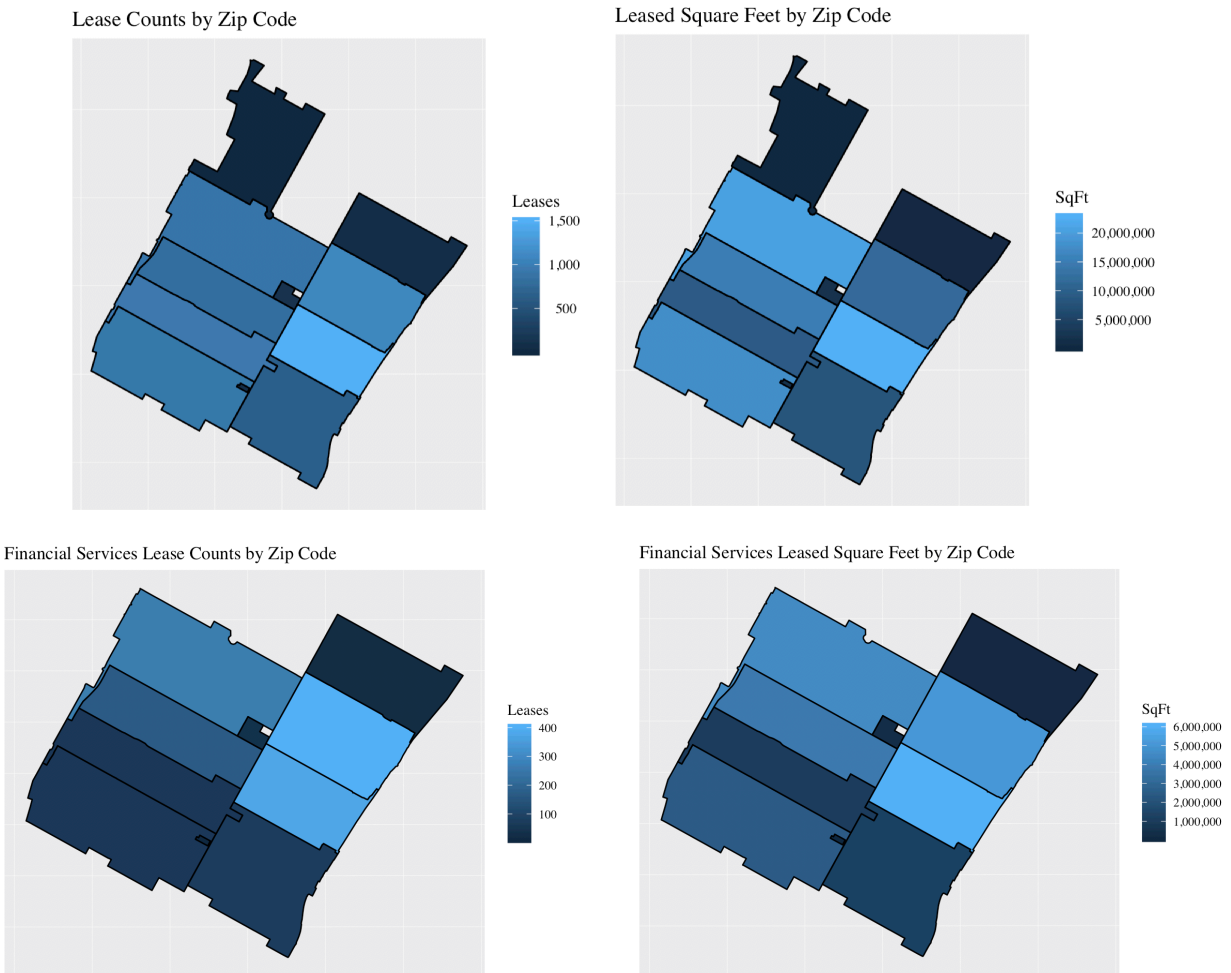 Lease Counts by Zip Code
Leased Square Feet by Zip Code
Leases
1,500
1,000
500
SqFt
20,000,000
15,000,000
10,000,000
5,000,000
Financial Services Lease Counts by Zip Code
Financial Services Leased Square Feet by Zip Code
Leases
400
300
200
100
SqFt
6,000,000
5,000,000
4,000,000
3,000,000
2,000,000
1,000,000